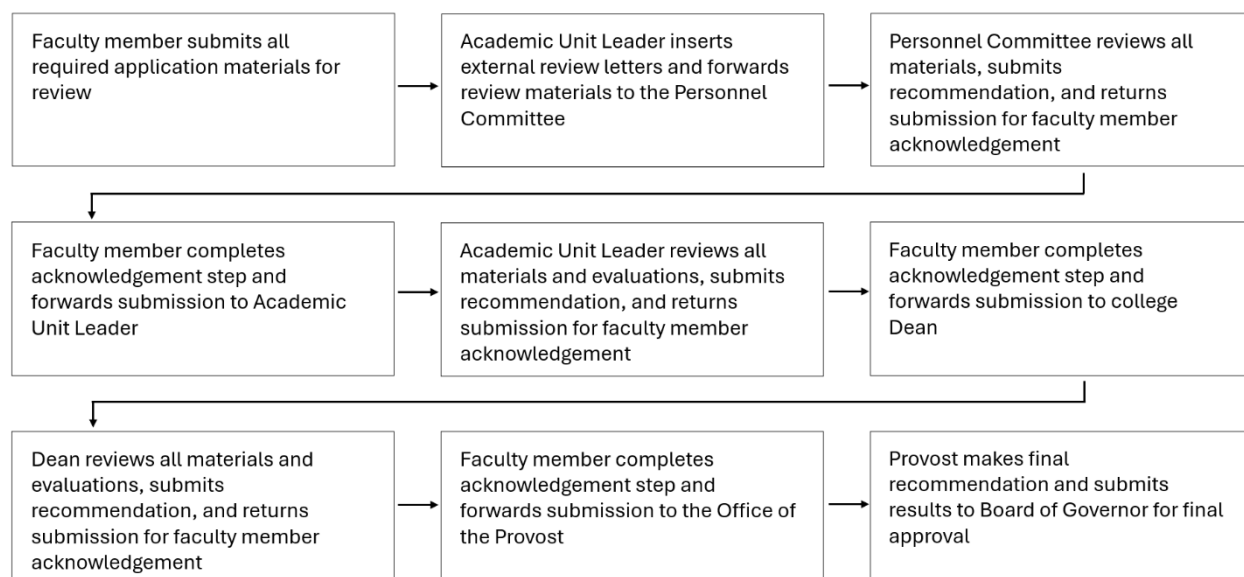 Faculty member submits all
required application materials for
review
Academic Unit Leader inserts
external review letters and forwards
review materials to the Personnel
Committee
Personnel Committee reviews all
materials, submits
recommendation, and returns
submission for faculty member
acknowledgement
Faculty member completes
acknowledgement step and
forwards submission to Academic
Unit Leader
Academic Unit Leader reviews all
materials and evaluations, submits
recommendation, and returns
submission for faculty member
acknowledgement
Faculty member completes
acknowledgement step and
forwards submission to college
Dean
Dean reviews all materials and
evaluations, submits
recommendation, and returns
submission for faculty member
acknowledgement
Faculty member completes
acknowledgement step and
forwards submission to the Office of
the Provost
Provost makes final
recommendation and submits
results to Board of Governor for final
approval